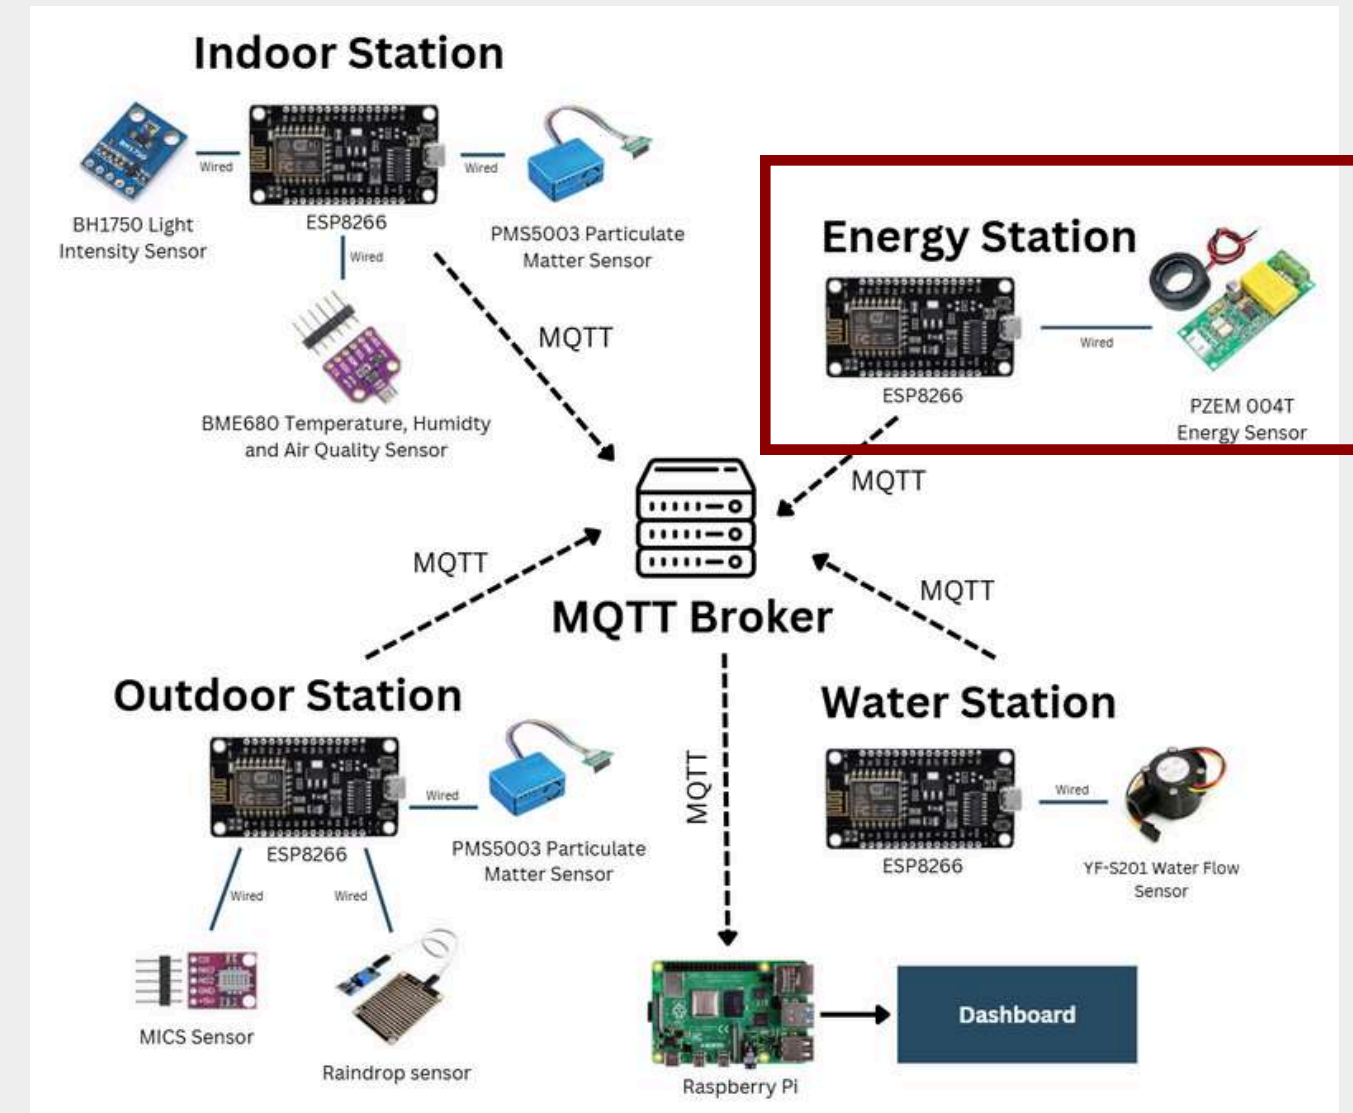 Indoor Station
BH1750
Wired
Wired
ESP8266
BH1750 Light
Intensity Sensor
PMS5003 Particulate
Matter Sensor
Wired
BME680 Temperature, Humidty
and Air Quality Sensor
MQTT
Energy Station
Wired
ESP8266
PZEM 004T
Energy Sensor
MQTT
MQTT
MQTT
MQTT Broker
MQTT
Outdoor Station
Wired
ESP8266
PMS5003 Particulate
Matter Sensor
Wired
Wired
MICS Sensor
Raindrop sensor
Water Station
Wired
ESP8266
YF-S201 Water Flow
Sensor
Raspberry Pi
Dashboard